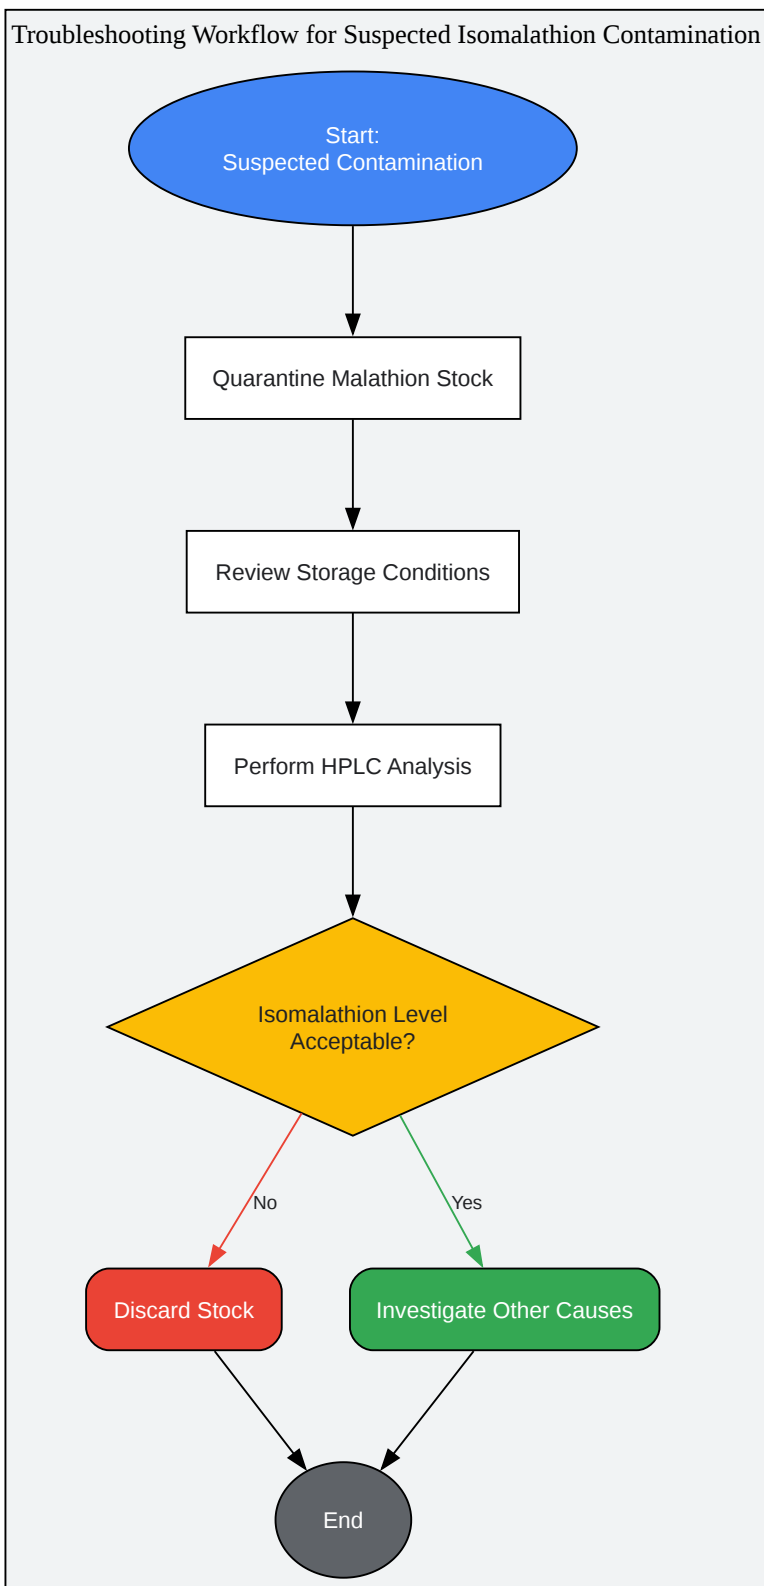 Troubleshooting Workflow for Suspected Isomalathion Contamination
Start:
Suspected Contamination
Quarantine Malathion Stock
Review Storage Conditions
Perform HPLC Analysis
Isomalathion Level
Acceptable?
No
Yes
Discard Stock
Investigate Other Causes
End